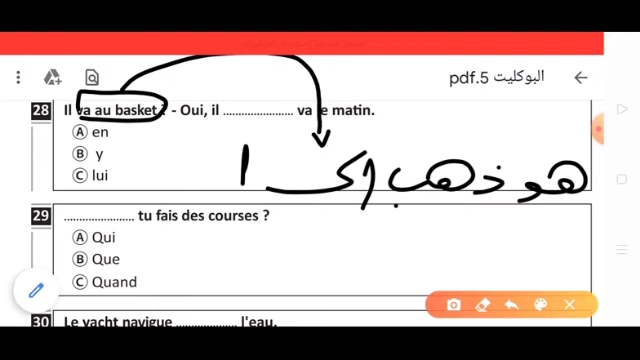 البوكليت 5.pdf
28 Il va au basket ? - Oui, il ........................ va le matin.
A en
B y
C lui
هو ذهب إلى ا
29 ........................ tu fais des courses ?
A Qui
B Que
C Quand
30 Le yacht navigue ..................... l'eau.